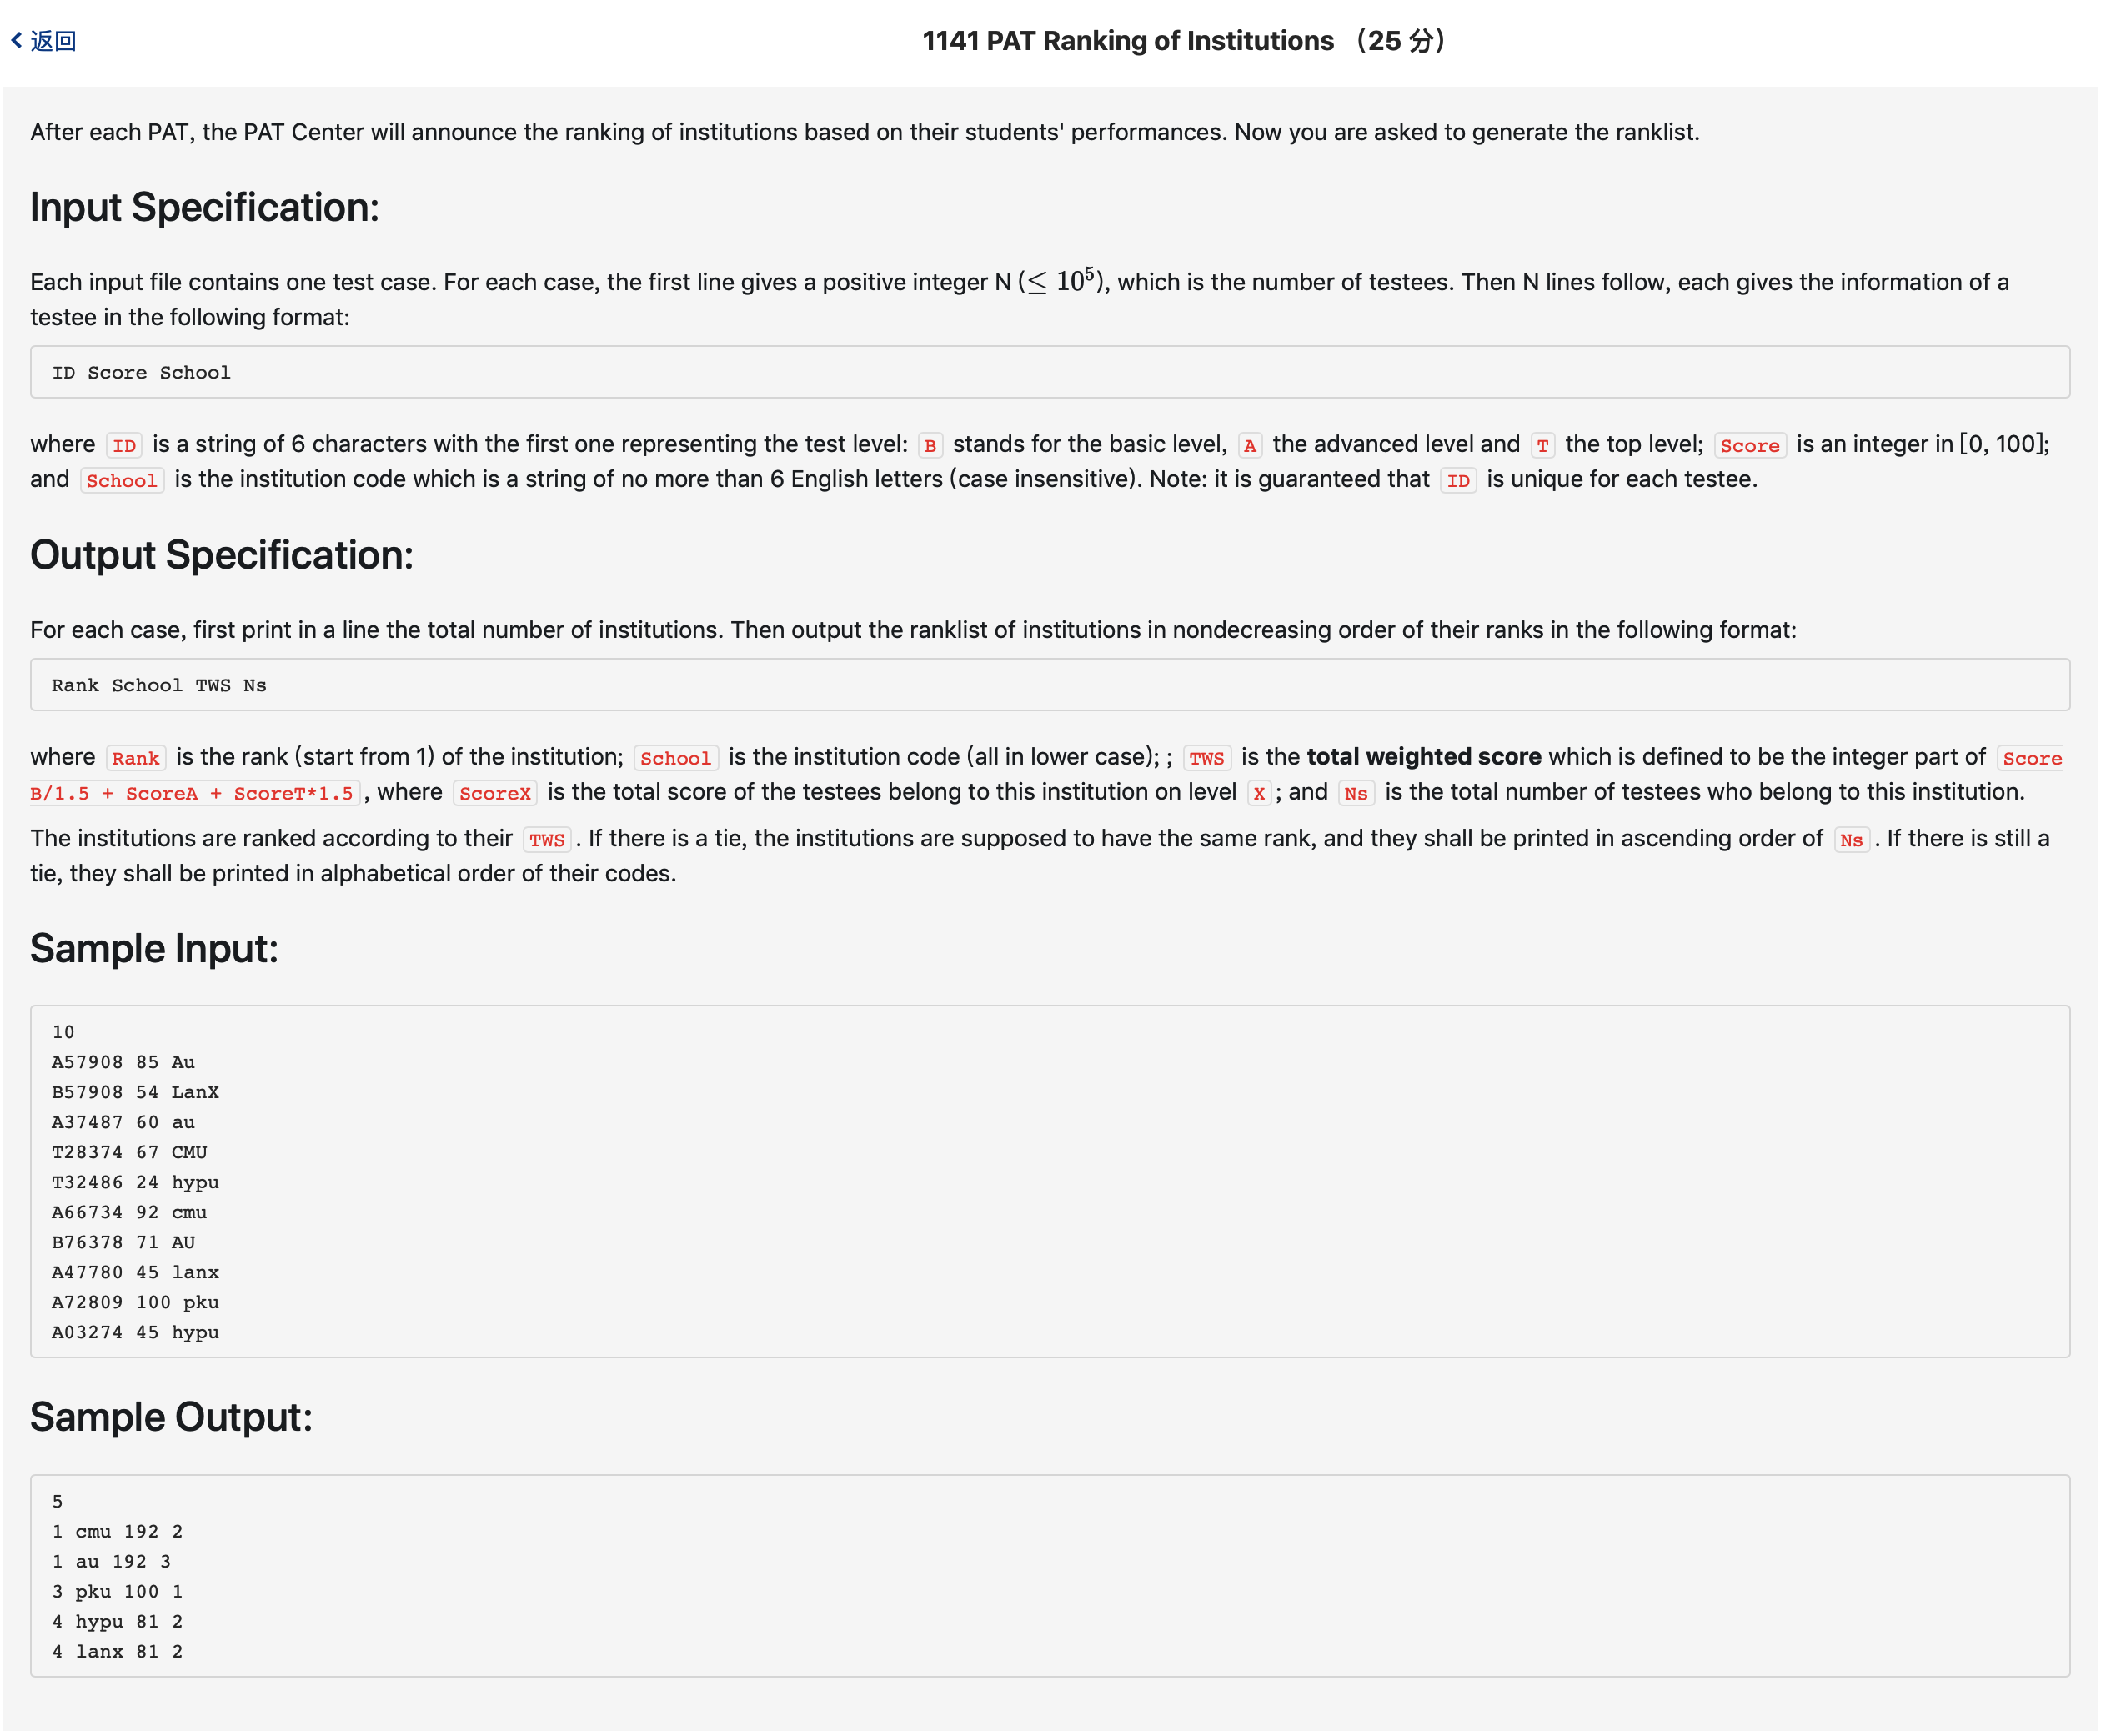 返回
1141 PAT Ranking of Institutions （25 分）
After each PAT, the PAT Center will announce the ranking of institutions based on their students' performances. Now you are asked to generate the ranklist.
Input Specification:
Each input file contains one test case. For each case, the first line gives a positive integer N (≤ 10⁵), which is the number of testees. Then N lines follow, each gives the information of a
testee in the following format:
ID Score School
where ID is a string of 6 characters with the first one representing the test level: B stands for the basic level, A the advanced level and T the top level; Score is an integer in [0, 100];
and School is the institution code which is a string of no more than 6 English letters (case insensitive). Note: it is guaranteed that ID is unique for each testee.
Output Specification:
For each case, first print in a line the total number of institutions. Then output the ranklist of institutions in nondecreasing order of their ranks in the following format:
Rank School TWS Ns
where Rank is the rank (start from 1) of the institution; School is the institution code (all in lower case); ; TWS is the total weighted score which is defined to be the integer part of Score
B/1.5 + ScoreA + ScoreT*1.5 , where ScoreX is the total score of the testees belong to this institution on level X ; and Ns is the total number of testees who belong to this institution.
The institutions are ranked according to their TWS . If there is a tie, the institutions are supposed to have the same rank, and they shall be printed in ascending order of Ns . If there is still a
tie, they shall be printed in alphabetical order of their codes.
Sample Input:
10
A57908 85 Au
B57908 54 LanX
A37487 60 au
T28374 67 CMU
T32486 24 hypu
A66734 92 cmu
B76378 71 AU
A47780 45 lanx
A72809 100 pku
A03274 45 hypu
Sample Output:
5
1 cmu 192 2
1 au 192 3
3 pku 100 1
4 hypu 81 2
4 lanx 81 2